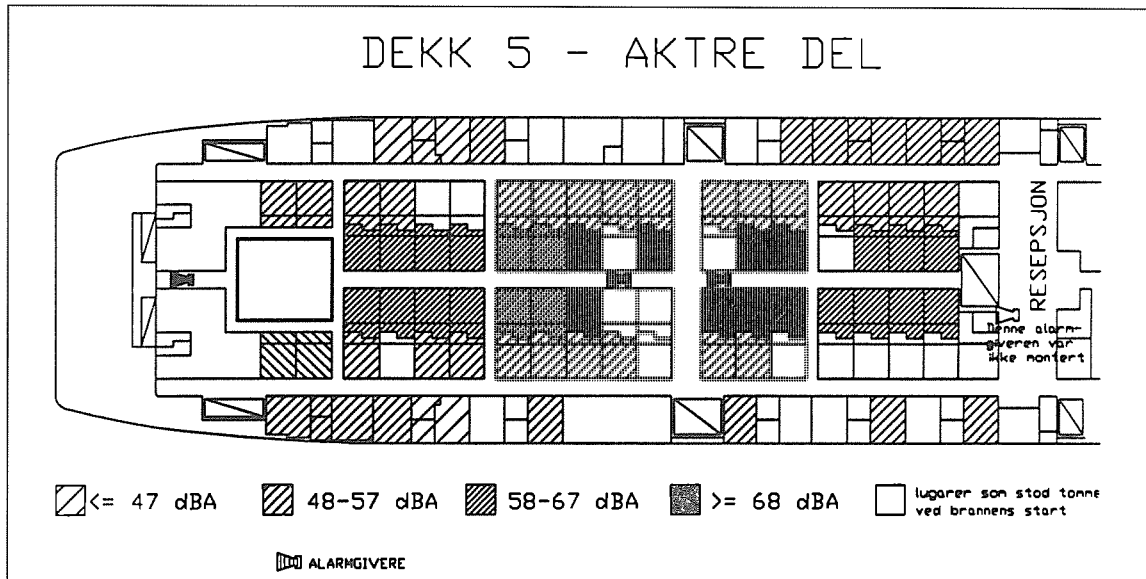 DEKK 5 - AKTRE DEL
RESEPSJON
Denne alarm-
giveren var
ikke montert
<= 47 dBA
48-57 dBA
58-67 dBA
>= 68 dBA
lugarer som stod tomme
ved brannens start
ALARMGIVERE